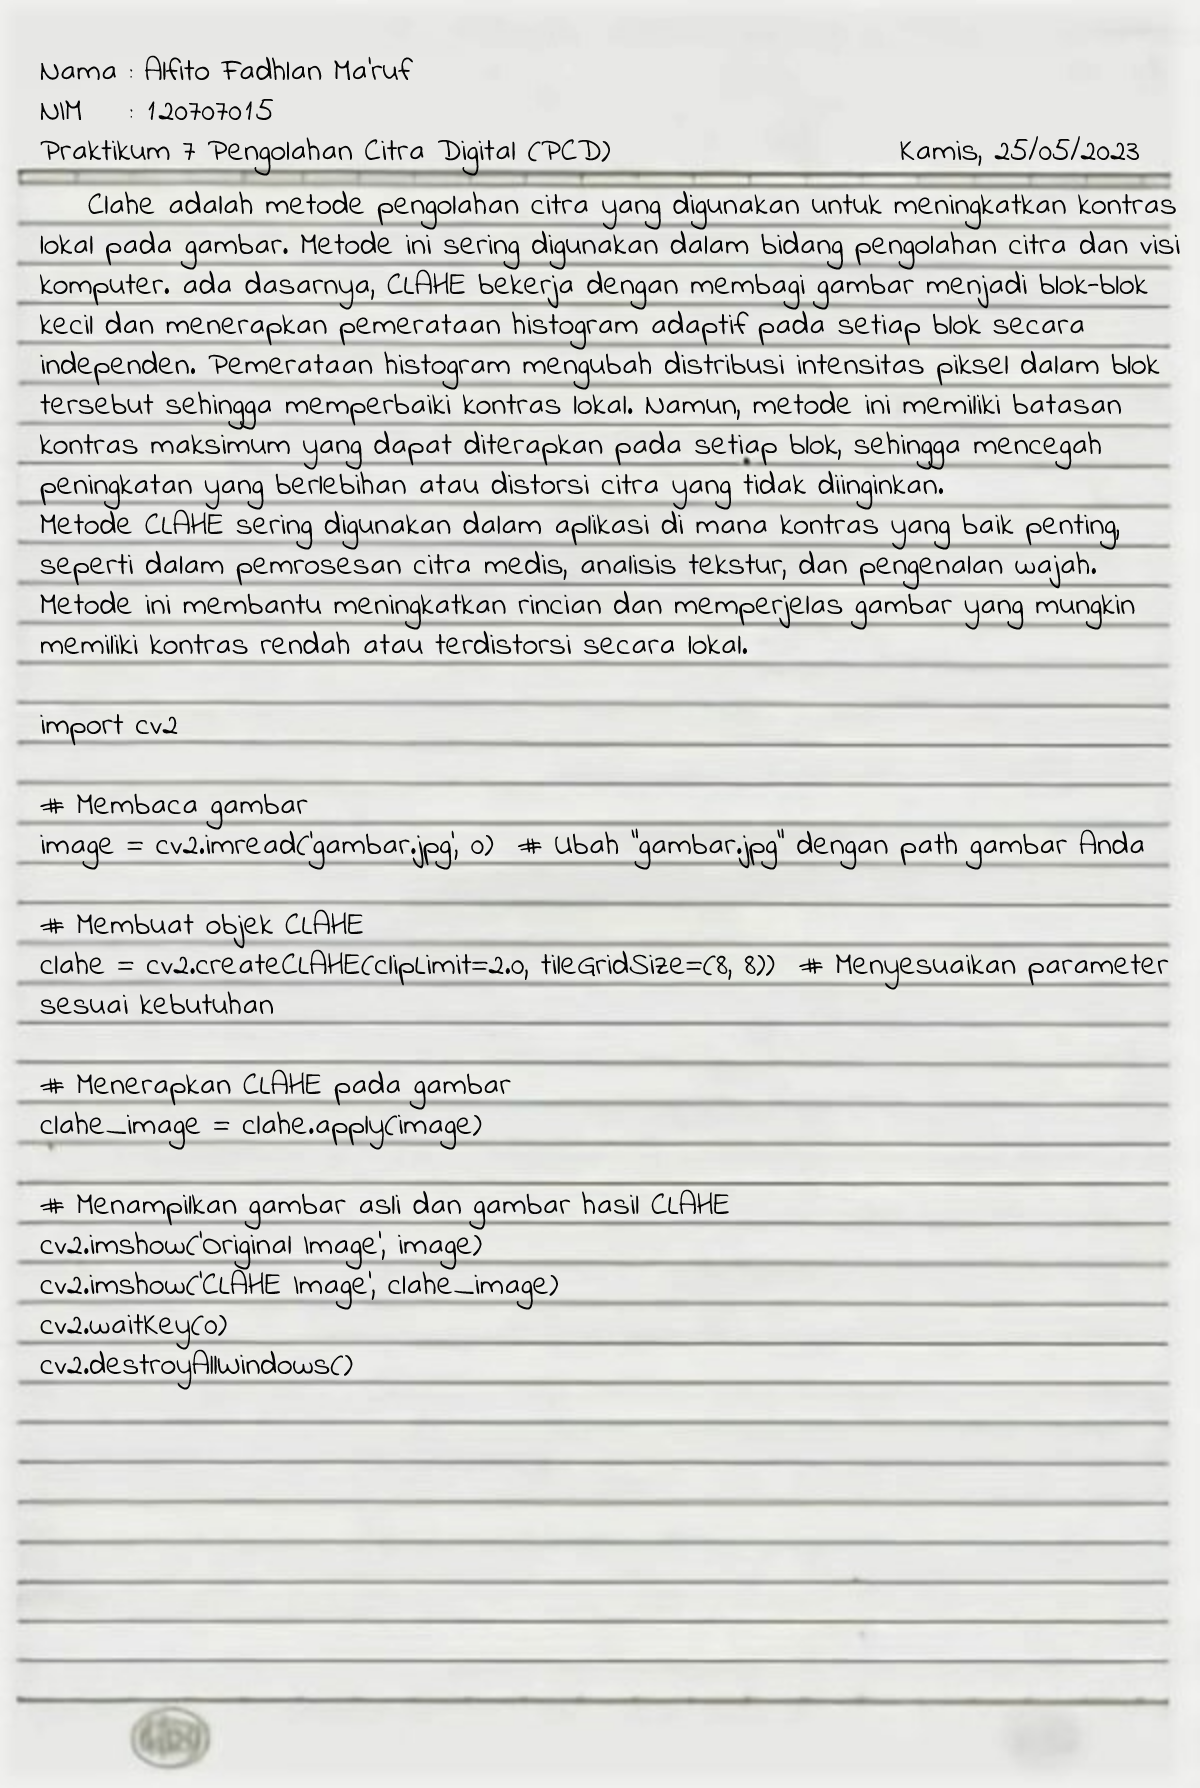 Nama : Alfito Fadhlan Ma'ruf
NIM : 120707015
Praktikum 7 Pengolahan Citra Digital (PCD) Kamis, 25/05/2023
Clahe adalah metode pengolahan citra yang digunakan untuk meningkatkan kontras
lokal pada gambar. Metode ini sering digunakan dalam bidang pengolahan citra dan visi
komputer. ada dasarnya, CLAHE bekerja dengan membagi gambar menjadi blok-blok
kecil dan menerapkan pemerataan histogram adaptif pada setiap blok secara
independen. Pemerataan histogram mengubah distribusi intensitas piksel dalam blok
tersebut sehingga memperbaiki kontras lokal. Namun, metode ini memiliki batasan
kontras maksimum yang dapat diterapkan pada setiap blok, sehingga mencegah
peningkatan yang berlebihan atau distorsi citra yang tidak diinginkan.
Metode CLAHE sering digunakan dalam aplikasi di mana kontras yang baik penting,
seperti dalam pemrosesan citra medis, analisis tekstur, dan pengenalan wajah.
Metode ini membantu meningkatkan rincian dan memperjelas gambar yang mungkin
memiliki kontras rendah atau terdistorsi secara lokal.
import cv2
# Membaca gambar
image = cv2.imread('gambar.jpg', 0) # Ubah "gambar.jpg" dengan path gambar Anda
# Membuat objek CLAHE
clahe = cv2.createCLAHE(clipLimit=2.0, tileGridSize=(8, 8)) # Menyesuaikan parameter
sesuai kebutuhan
# Menerapkan CLAHE pada gambar
clahe_image = clahe.apply(image)
# Menampilkan gambar asli dan gambar hasil CLAHE
cv2.imshow('Original Image', image)
cv2.imshow('CLAHE Image', clahe_image)
cv2.waitKey(0)
cv2.destroyAllWindows()